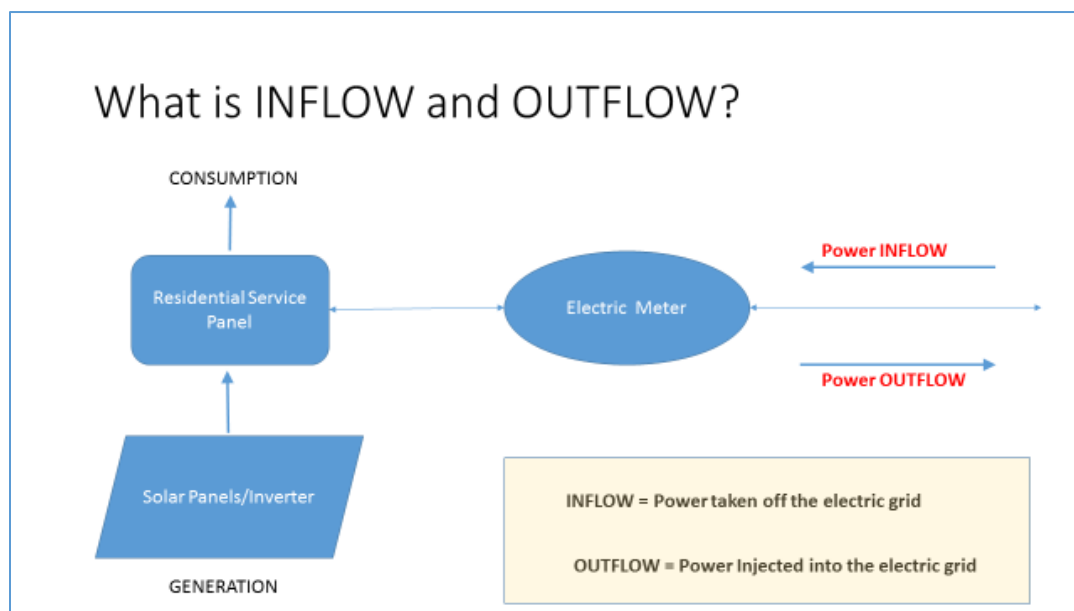 What is INFLOW and OUTFLOW?
CONSUMPTION
Residential Service
Panel
Electric Meter
Power INFLOW
Power OUTFLOW
Solar Panels/Inverter
GENERATION
INFLOW = Power taken off the electric grid
OUTFLOW = Power Injected into the electric grid